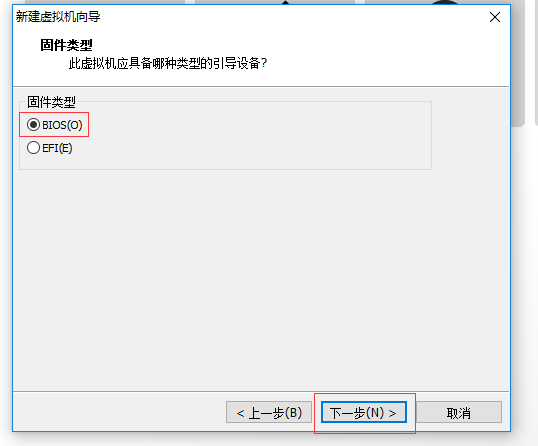 新建虚拟机向导
固件类型
此虚拟机应具备哪种类型的引导设备?
固件类型
BIOS(O)
EFI(E)
< 上一步(B) 下一步(N) > 取消